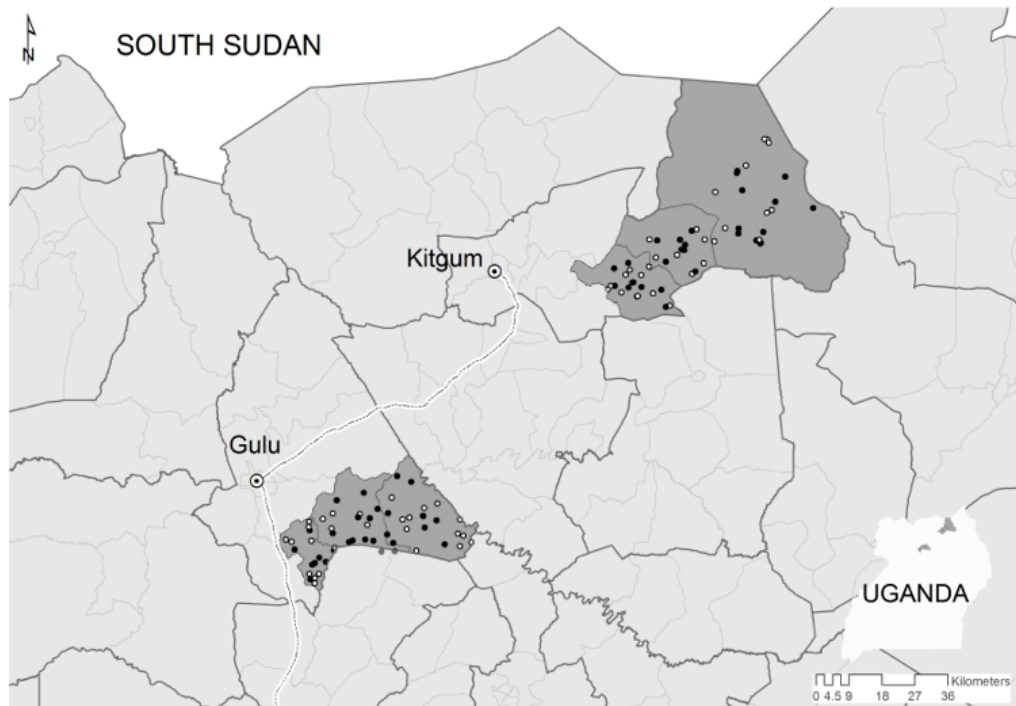 N
SOUTH SUDAN
Kitgum
Gulu
UGANDA
Kilometers
0 4.5 9 18 27 36